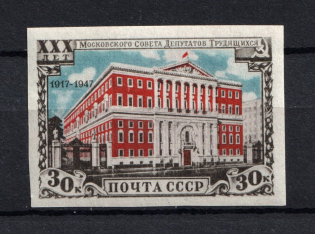 XXX Московского Совета Депутатов Трудящихся
ЛЕТ
1917-1947
30К ПОЧТА СССР 30К